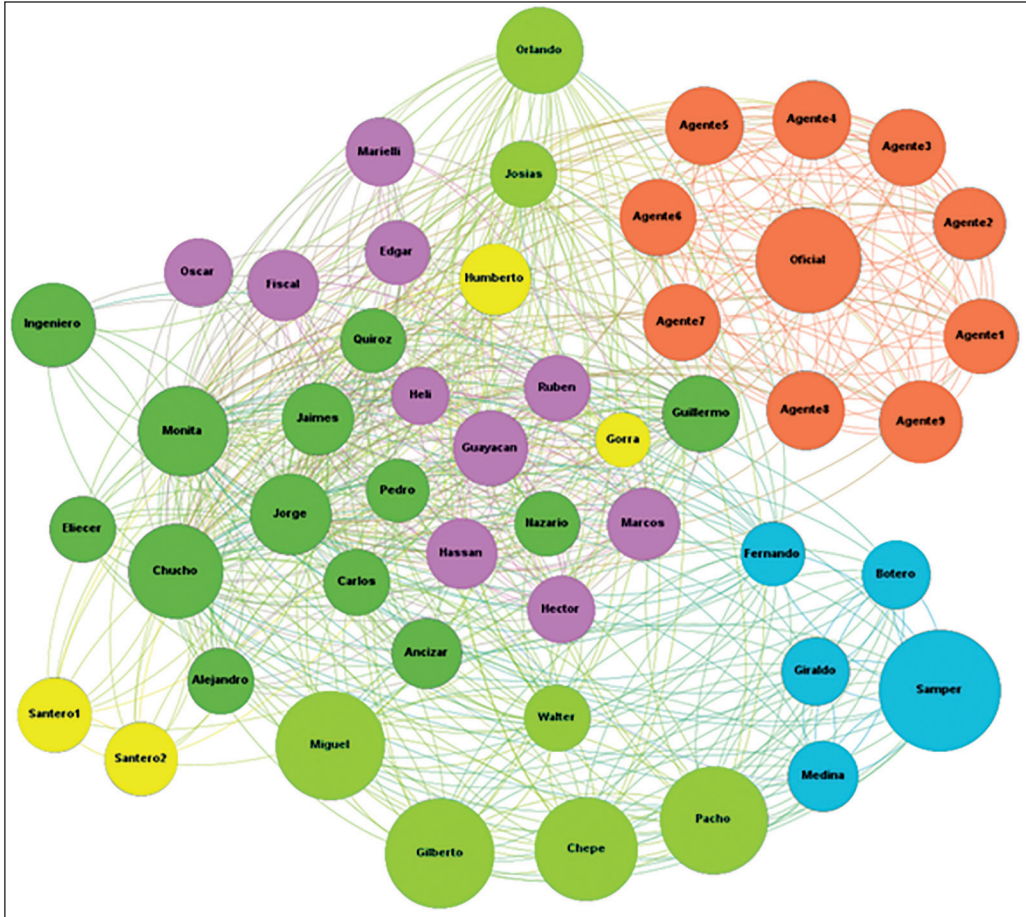 Orlando
Agente5
Agente4
Agente3
Marielli
Josias
Agente6
Agente2
Edgar
Oscar
Fiscal
Humberto
Oficial
Ingeniero
Agente7
Agente1
Quiroz
Heli
Ruben
Jaimes
Guillermo
Agente8
Agente9
Monita
Gorra
Guayacan
Pedro
Jorge
Eliecer
Nazario
Marcos
Chucho
Hassan
Fernando
Botero
Carlos
Hector
Ancizar
Giraldo
Alejandro
Samper
Santero1
Walter
Miguel
Santero2
Medina
Pacho
Gilberto
Chepe